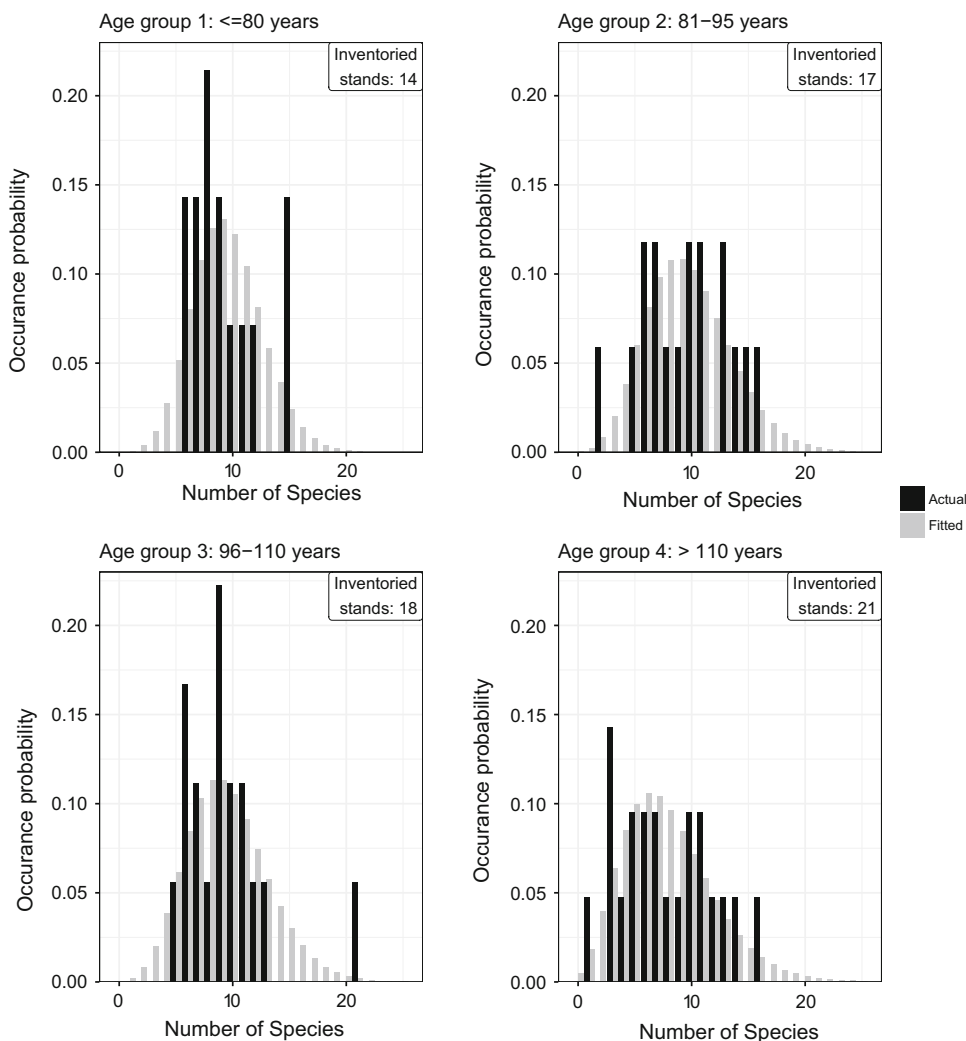 Age group 1: <=80 years
Inventoried
stands: 14
0.20
0.15
0.10
0.05
0.00
0
10
20
Occurance probability
Number of Species
Age group 2: 81−95 years
Inventoried
stands: 17
0.20
0.15
0.10
0.05
0.00
0
10
20
Occurance probability
Number of Species
Actual
Fitted
Age group 3: 96−110 years
Inventoried
stands: 18
0.20
0.15
0.10
0.05
0.00
0
10
20
Occurance probability
Number of Species
Age group 4: > 110 years
Inventoried
stands: 21
0.20
0.15
0.10
0.05
0.00
0
10
20
Occurance probability
Number of Species